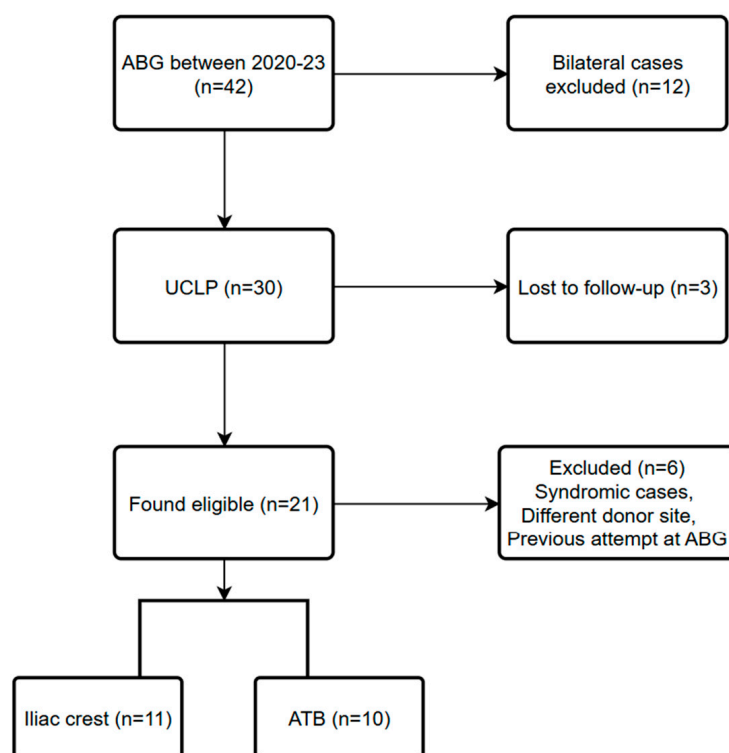 ABG between 2020-23
(n=42)
Bilateral cases
excluded (n=12)
UCLP (n=30)
Lost to follow-up (n=3)
Found eligible (n=21)
Excluded (n=6)
Syndromic cases,
Different donor site,
Previous attempt at ABG
Iliac crest (n=11)
ATB (n=10)